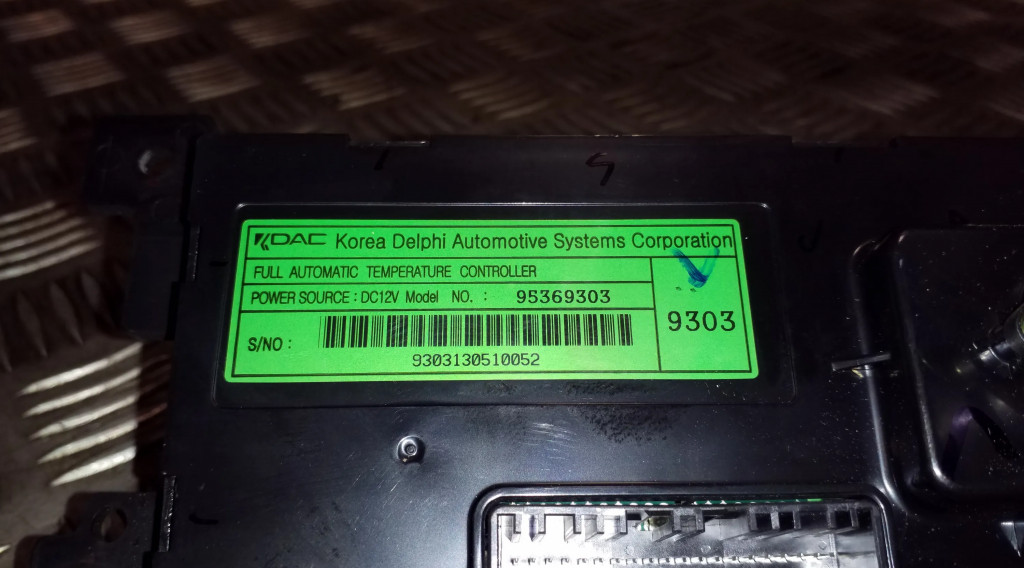 KDAC Korea Delphi Automotive Systems Corporation
FULL AUTOMATIC TEMPERATURE CONTROLLER
POWER SOURCE : DC12V Model NO. : 95369303
9303
S/NO :
9303130510052